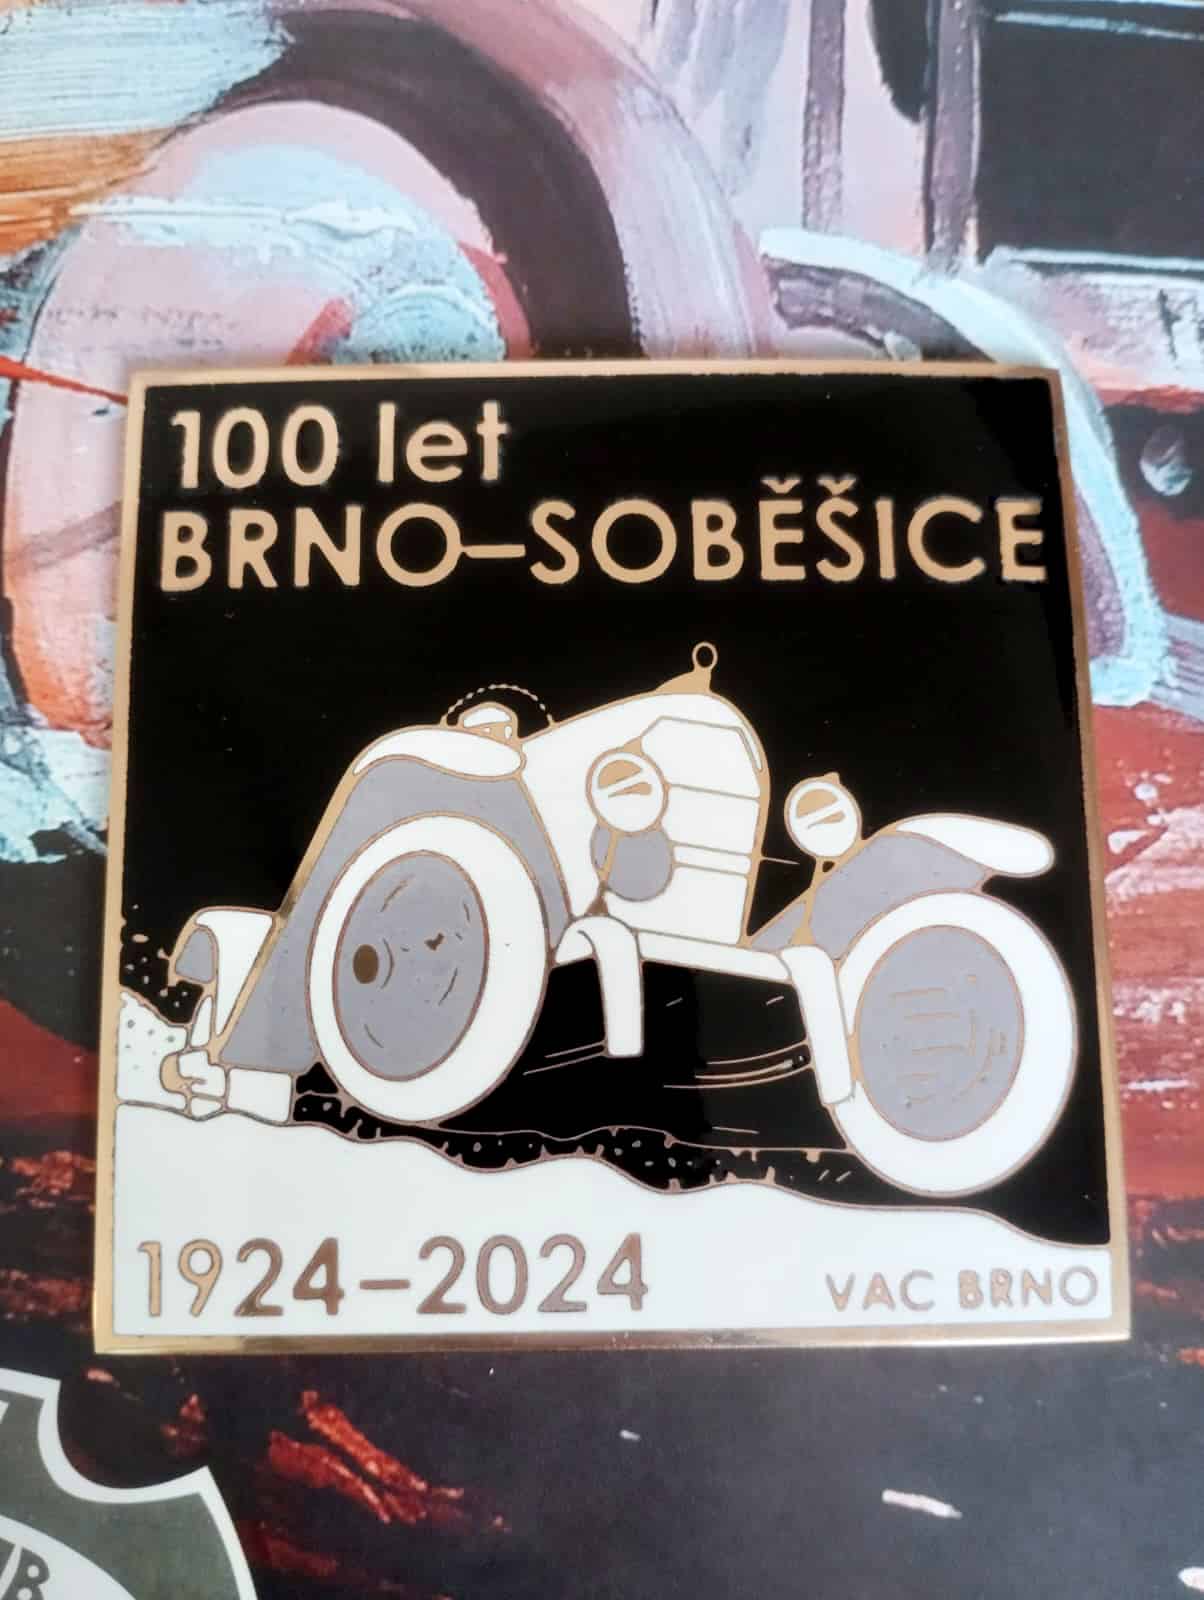 100 let
BRNO–SOBĚŠICE
1924–2024
VAC BRNO